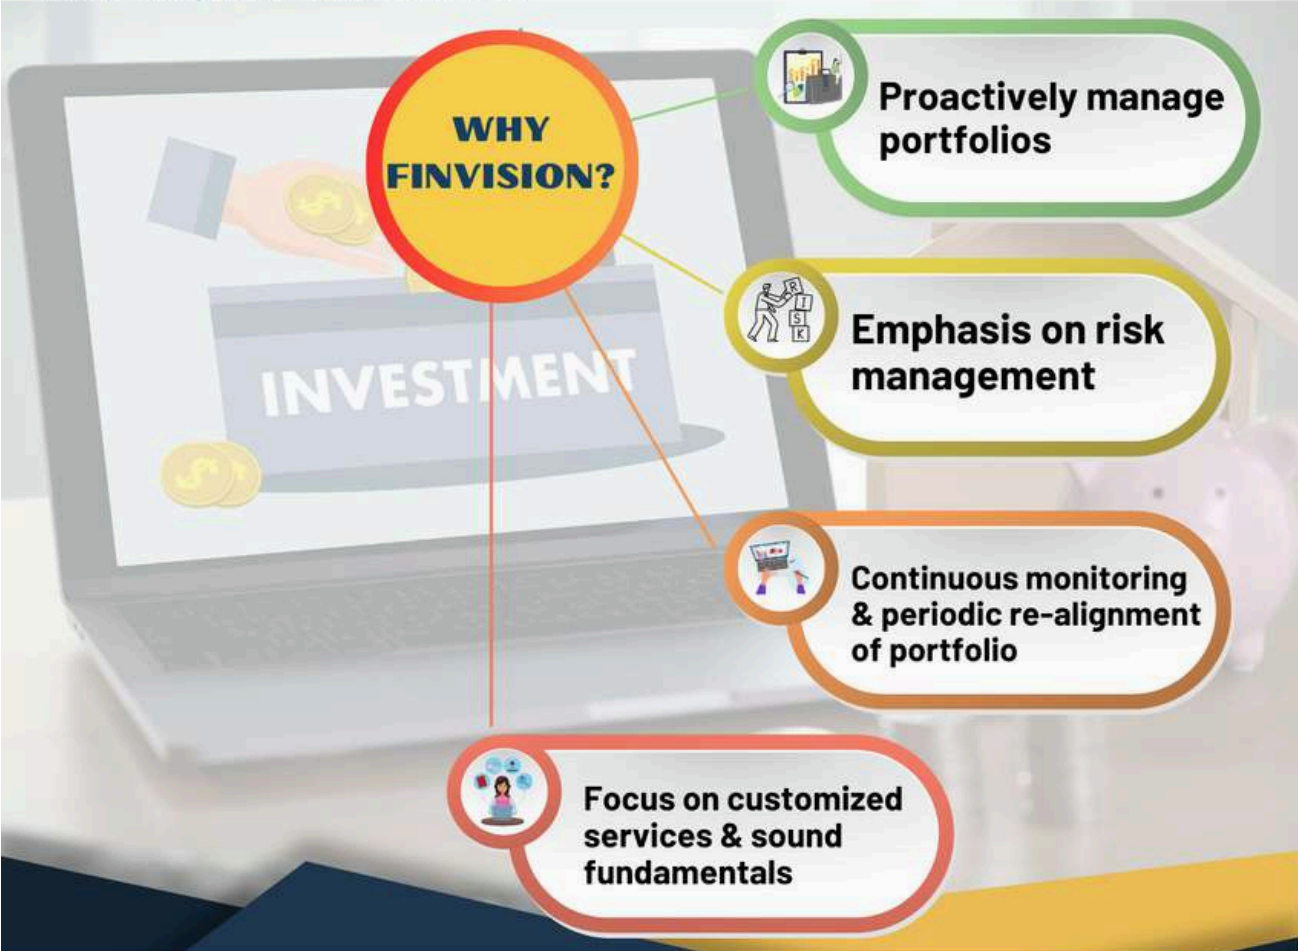 WHY
FINVISION?
Proactively manage
portfolios
INVESTMENT
RISK
Emphasis on risk
management
Continuous monitoring
& periodic re-alignment
of portfolio
Focus on customized
services & sound
fundamentals